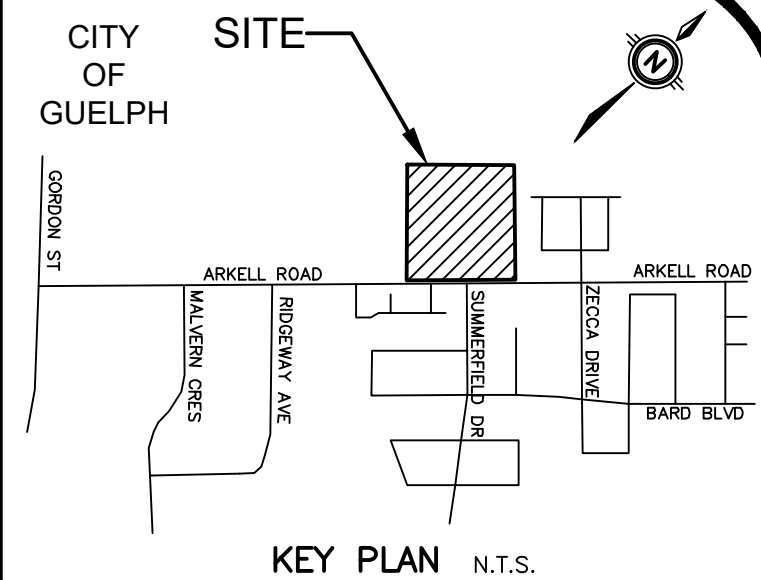 CITY
OF
GUELPH
SITE
N
GORDON ST
ARKELL ROAD
ARKELL ROAD
MALVERN CRES
RIDGEWAY AVE
SUMMERFIELD DR
ZECCA DRIVE
BARD BLVD
KEY PLAN N.T.S.